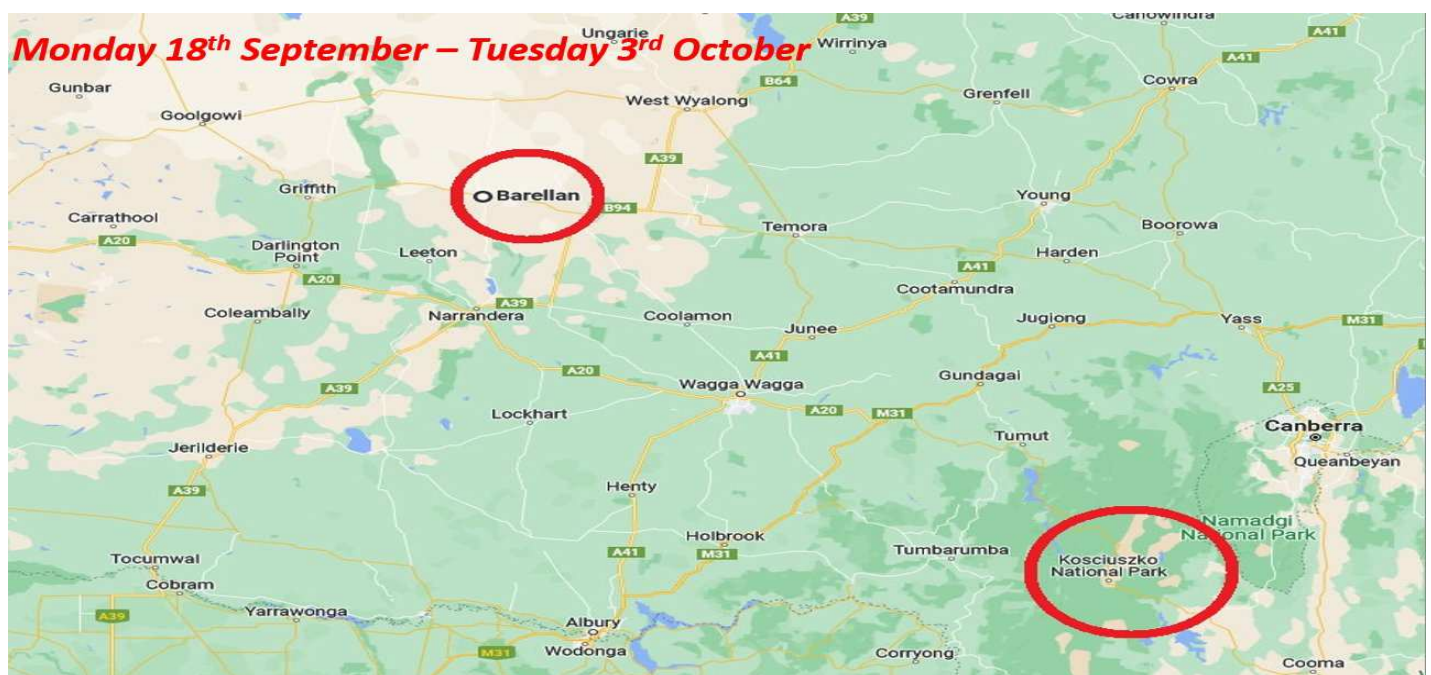 Monday 18th September – Tuesday 3rd October
Ungarie
A39
Canowindra
A41
A41
Wirrinya
Gunbar
Goolgowi
West Wyalong
B64
Grenfell
Cowra
A39
Griffith
Barellan
B94
Young
Carrathool
A20
Darlington
Point
Leeton
Temora
Boorowa
Harden
A20
A41
Cootamundra
Coleambally
A39
Narrandera
Coolamon
Junee
Jugiong
Yass
M31
A41
A39
A20
Wagga Wagga
Gundagai
A25
Lockhart
A20
M31
Canberra
Jerilderie
Tumut
Queanbeyan
A39
Henty
Namadgi
National Park
Holbrook
Tocumwal
A41
M31
Tumbarumba
Kosciuszko
National Park
Cobram
A39
Yarrawonga
Albury
Wodonga
M31
Corryong
Cooma